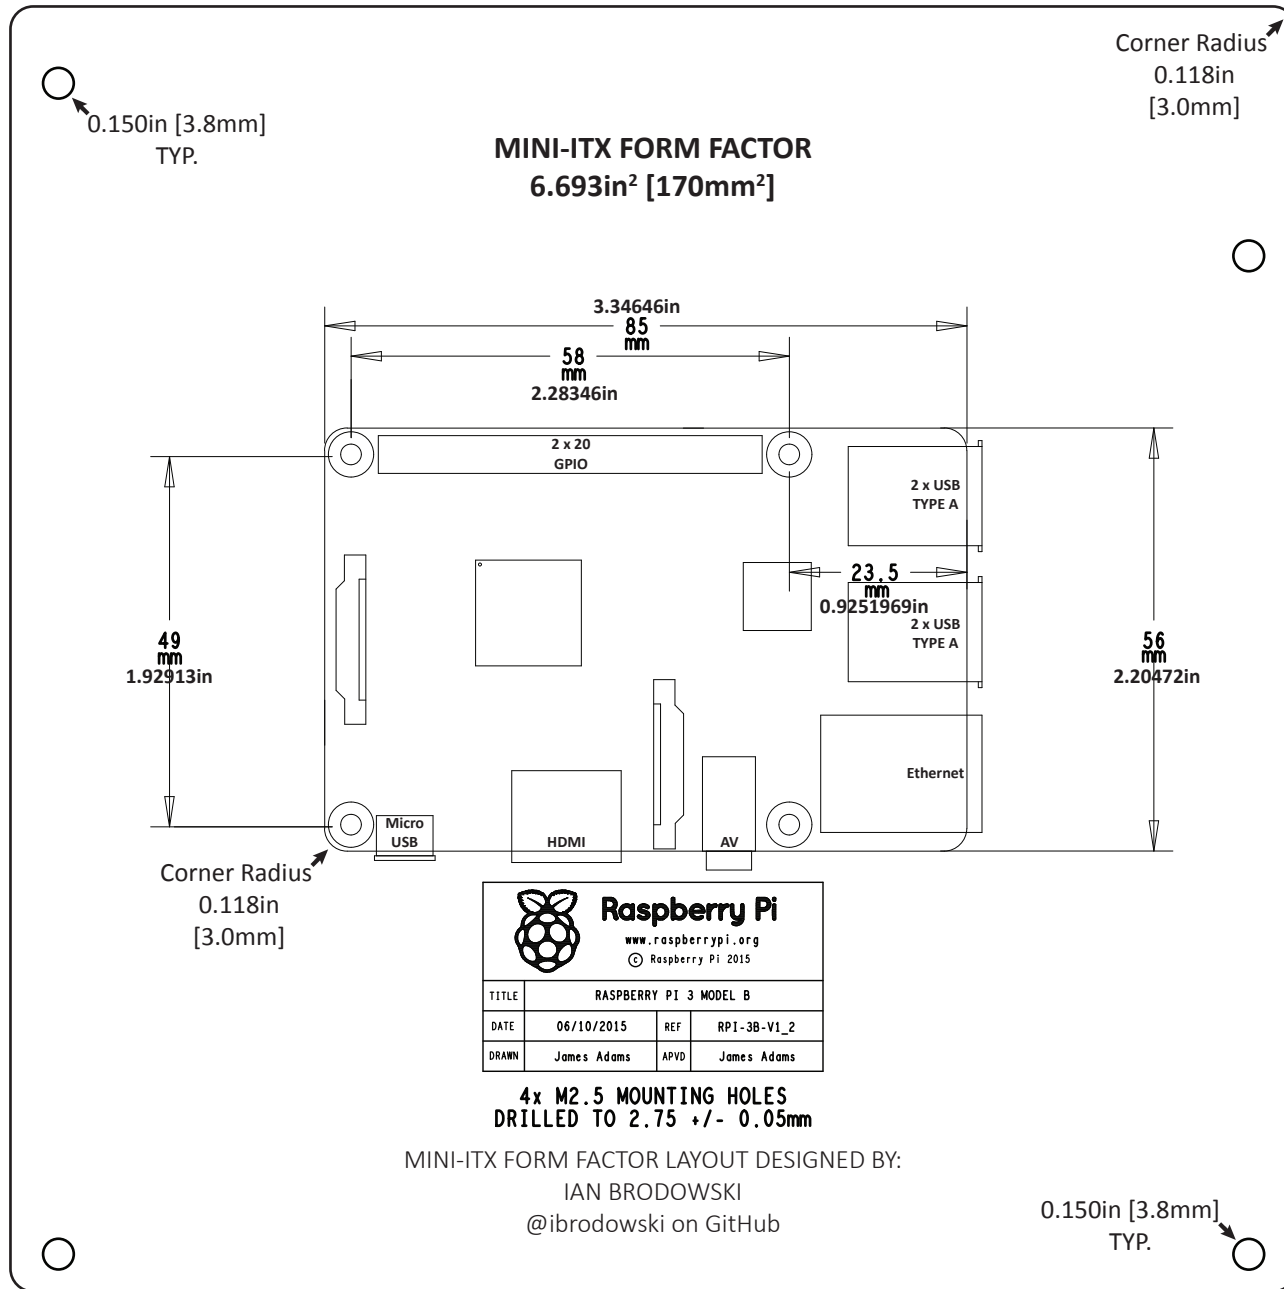 Corner Radius
0.118in
[3.0mm]
0.150in [3.8mm]
TYP.
MINI-ITX FORM FACTOR
6.693in² [170mm²]
3.34646in
85
mm
58
mm
2.28346in
2 x 20
GPIO
2 x USB
TYPE A
23.5
mm
0.9251969in
2 x USB
TYPE A
49
mm
1.92913in
56
mm
2.20472in
Ethernet
Micro
USB
HDMI
AV
Corner Radius
0.118in
[3.0mm]
Raspberry Pi
www.raspberrypi.org
© Raspberry Pi 2015
TITLE RASPBERRY PI 3 MODEL B
DATE 06/10/2015 REF RPI-3B-V1_2
DRAWN James Adams APVD James Adams
4x M2.5 MOUNTING HOLES
DRILLED TO 2.75 +/- 0.05mm
MINI-ITX FORM FACTOR LAYOUT DESIGNED BY:
IAN BRODOWSKI
@ibrodowski on GitHub
0.150in [3.8mm]
TYP.